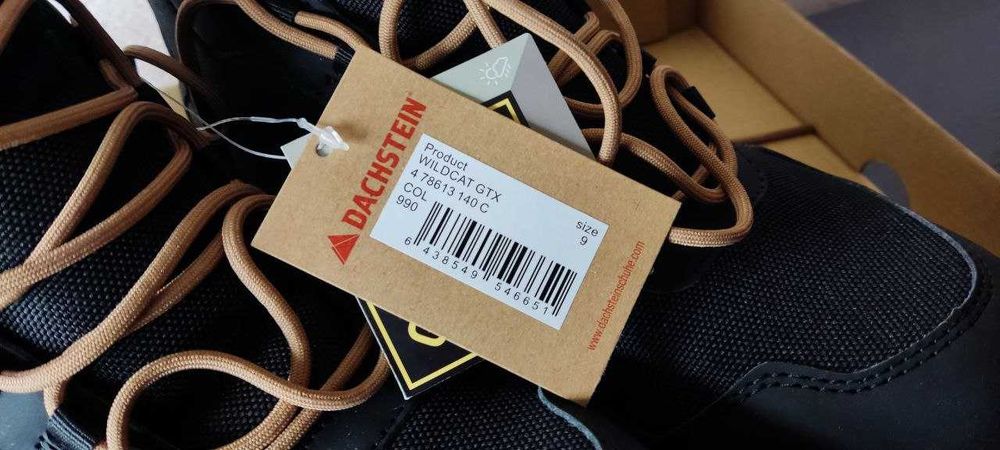 DACHSTEIN
Product
WILDCAT GTX
4 78613 140 C
COL
990
size
9
6 438549 546651
www.dachsteinschuhe.com